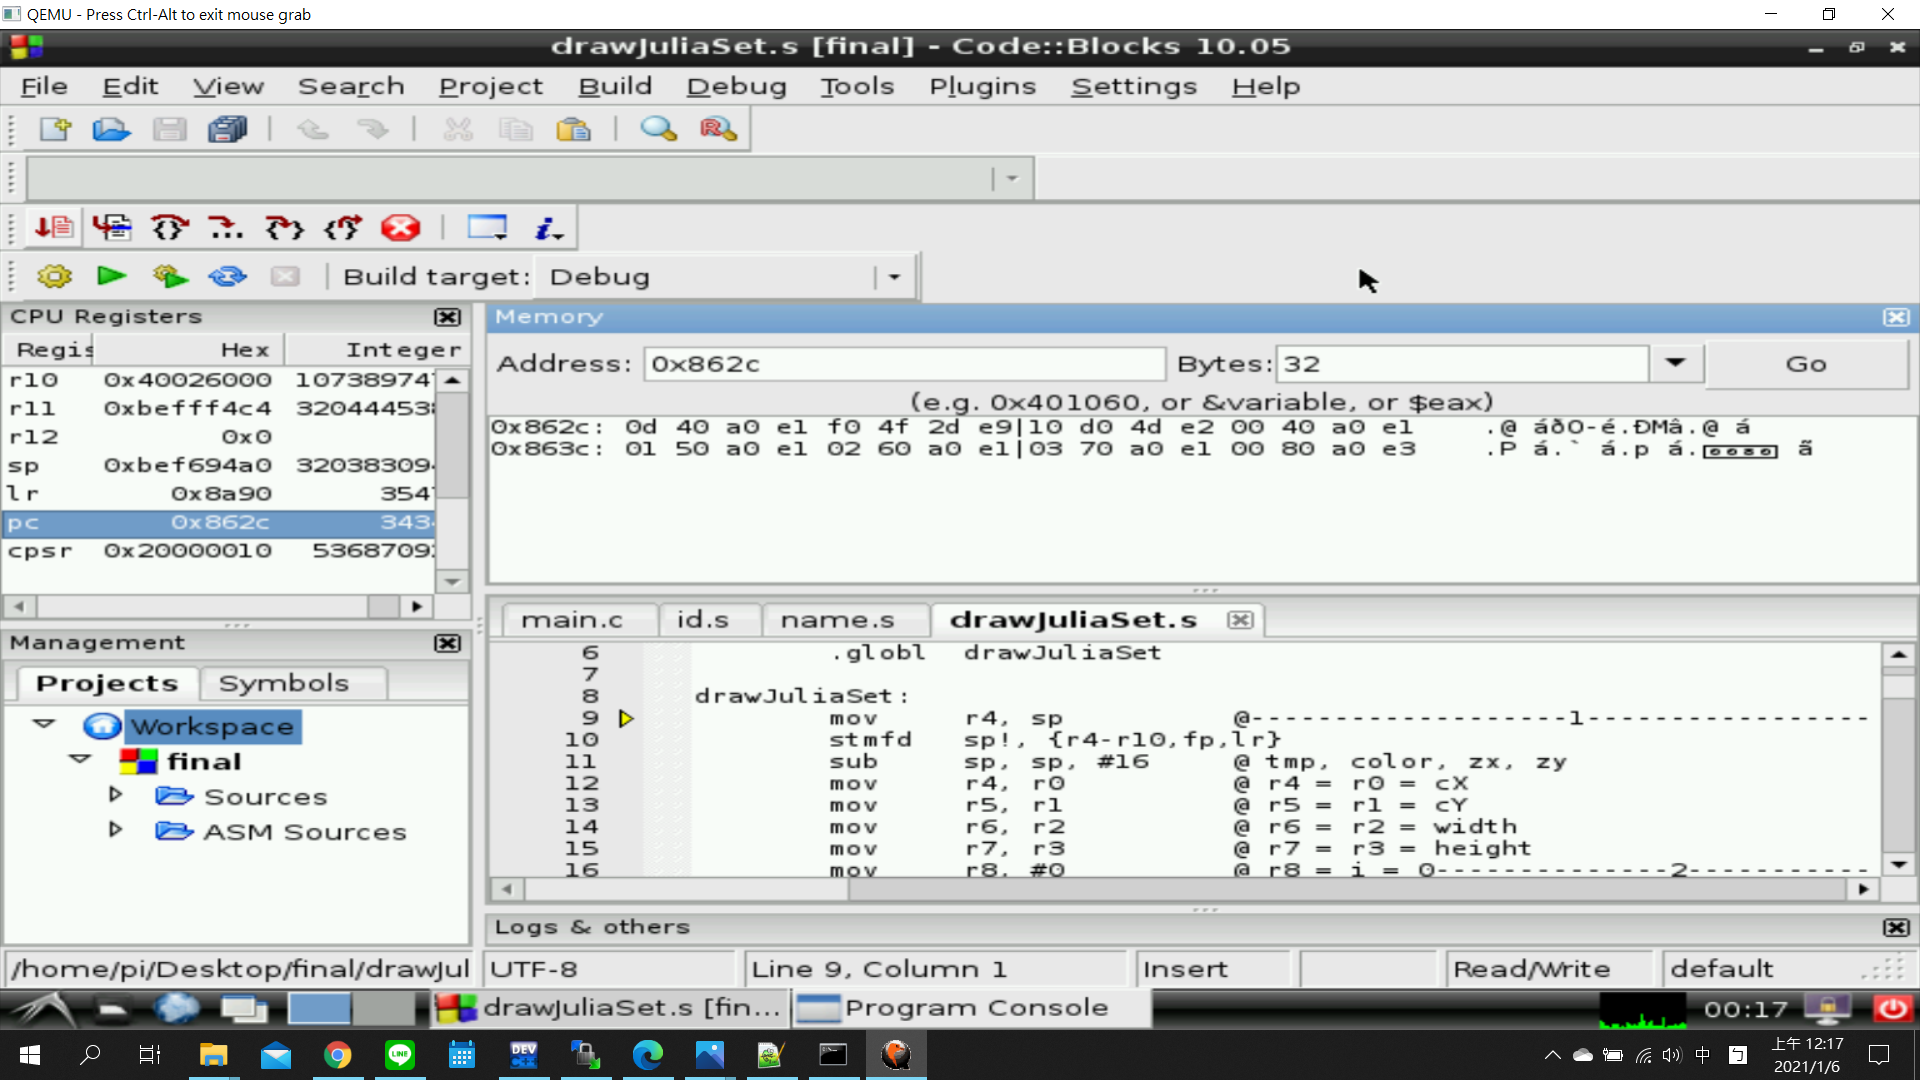 QEMU - Press Ctrl-Alt to exit mouse grab
drawJuliaSet.s [final] - Code::Blocks 10.05
File Edit View Search Project Build Debug Tools Plugins Settings Help
Build target: Debug
CPU Registers
Regis Hex Integer
r10 0x40026000 107389747
r11 0xbefff4c4 32044453
r12 0x0
sp 0xbef694a0 320383094
lr 0x8a90 3547
pc 0x862c 343
cpsr 0x20000010 53687091
Memory
Address: 0x862c Bytes: 32 Go
(e.g. 0x401060, or &variable, or $eax)
0x862c: 0d 40 a0 e1 f0 4f 2d e9|10 d0 4d e2 00 40 a0 e1 .@ áðO-é.ÐMâ.@ á
0x863c: 01 50 a0 e1 02 60 a0 e1|03 70 a0 e1 00 80 a0 e3 .P á.` á.p á. ã
main.c id.s name.s drawJuliaSet.s
6 .globl drawJuliaSet
7
8 drawJuliaSet:
9 mov r4, sp @-------------------1-----------------
10 stmfd sp!, {r4-r10,fp,lr}
11 sub sp, sp, #16 @ tmp, color, zx, zy
12 mov r4, r0 @ r4 = r0 = cX
13 mov r5, r1 @ r5 = r1 = cY
14 mov r6, r2 @ r6 = r2 = width
15 mov r7, r3 @ r7 = r3 = height
16 mov r8, #0 @ r8 = i = 0--------------2-----------
Management
Projects Symbols
Workspace
final
Sources
ASM Sources
Logs & others
/home/pi/Desktop/final/drawJul UTF-8 Line 9, Column 1 Insert Read/Write default
drawJuliaSet.s [fin... Program Console 00:17
LINE
DEV
C++
中
上午 12:17
2021/1/6